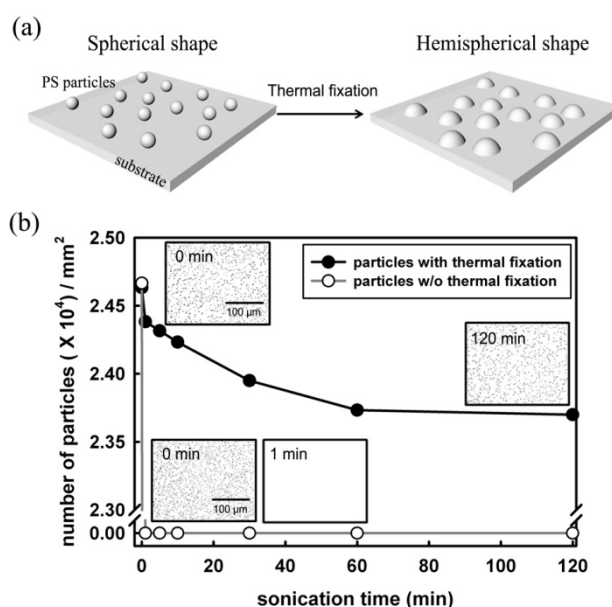 (a)
Spherical shape
Hemispherical shape
PS particles
Thermal fixation
substrate
(b)
number of particles ( X 10⁴) / mm²
2.50
2.45
2.40
2.35
2.30
0.00
0 min
100 µm
particles with thermal fixation
particles w/o thermal fixation
120 min
0 min
100 µm
1 min
0 20 40 60 80 100 120
sonication time (min)